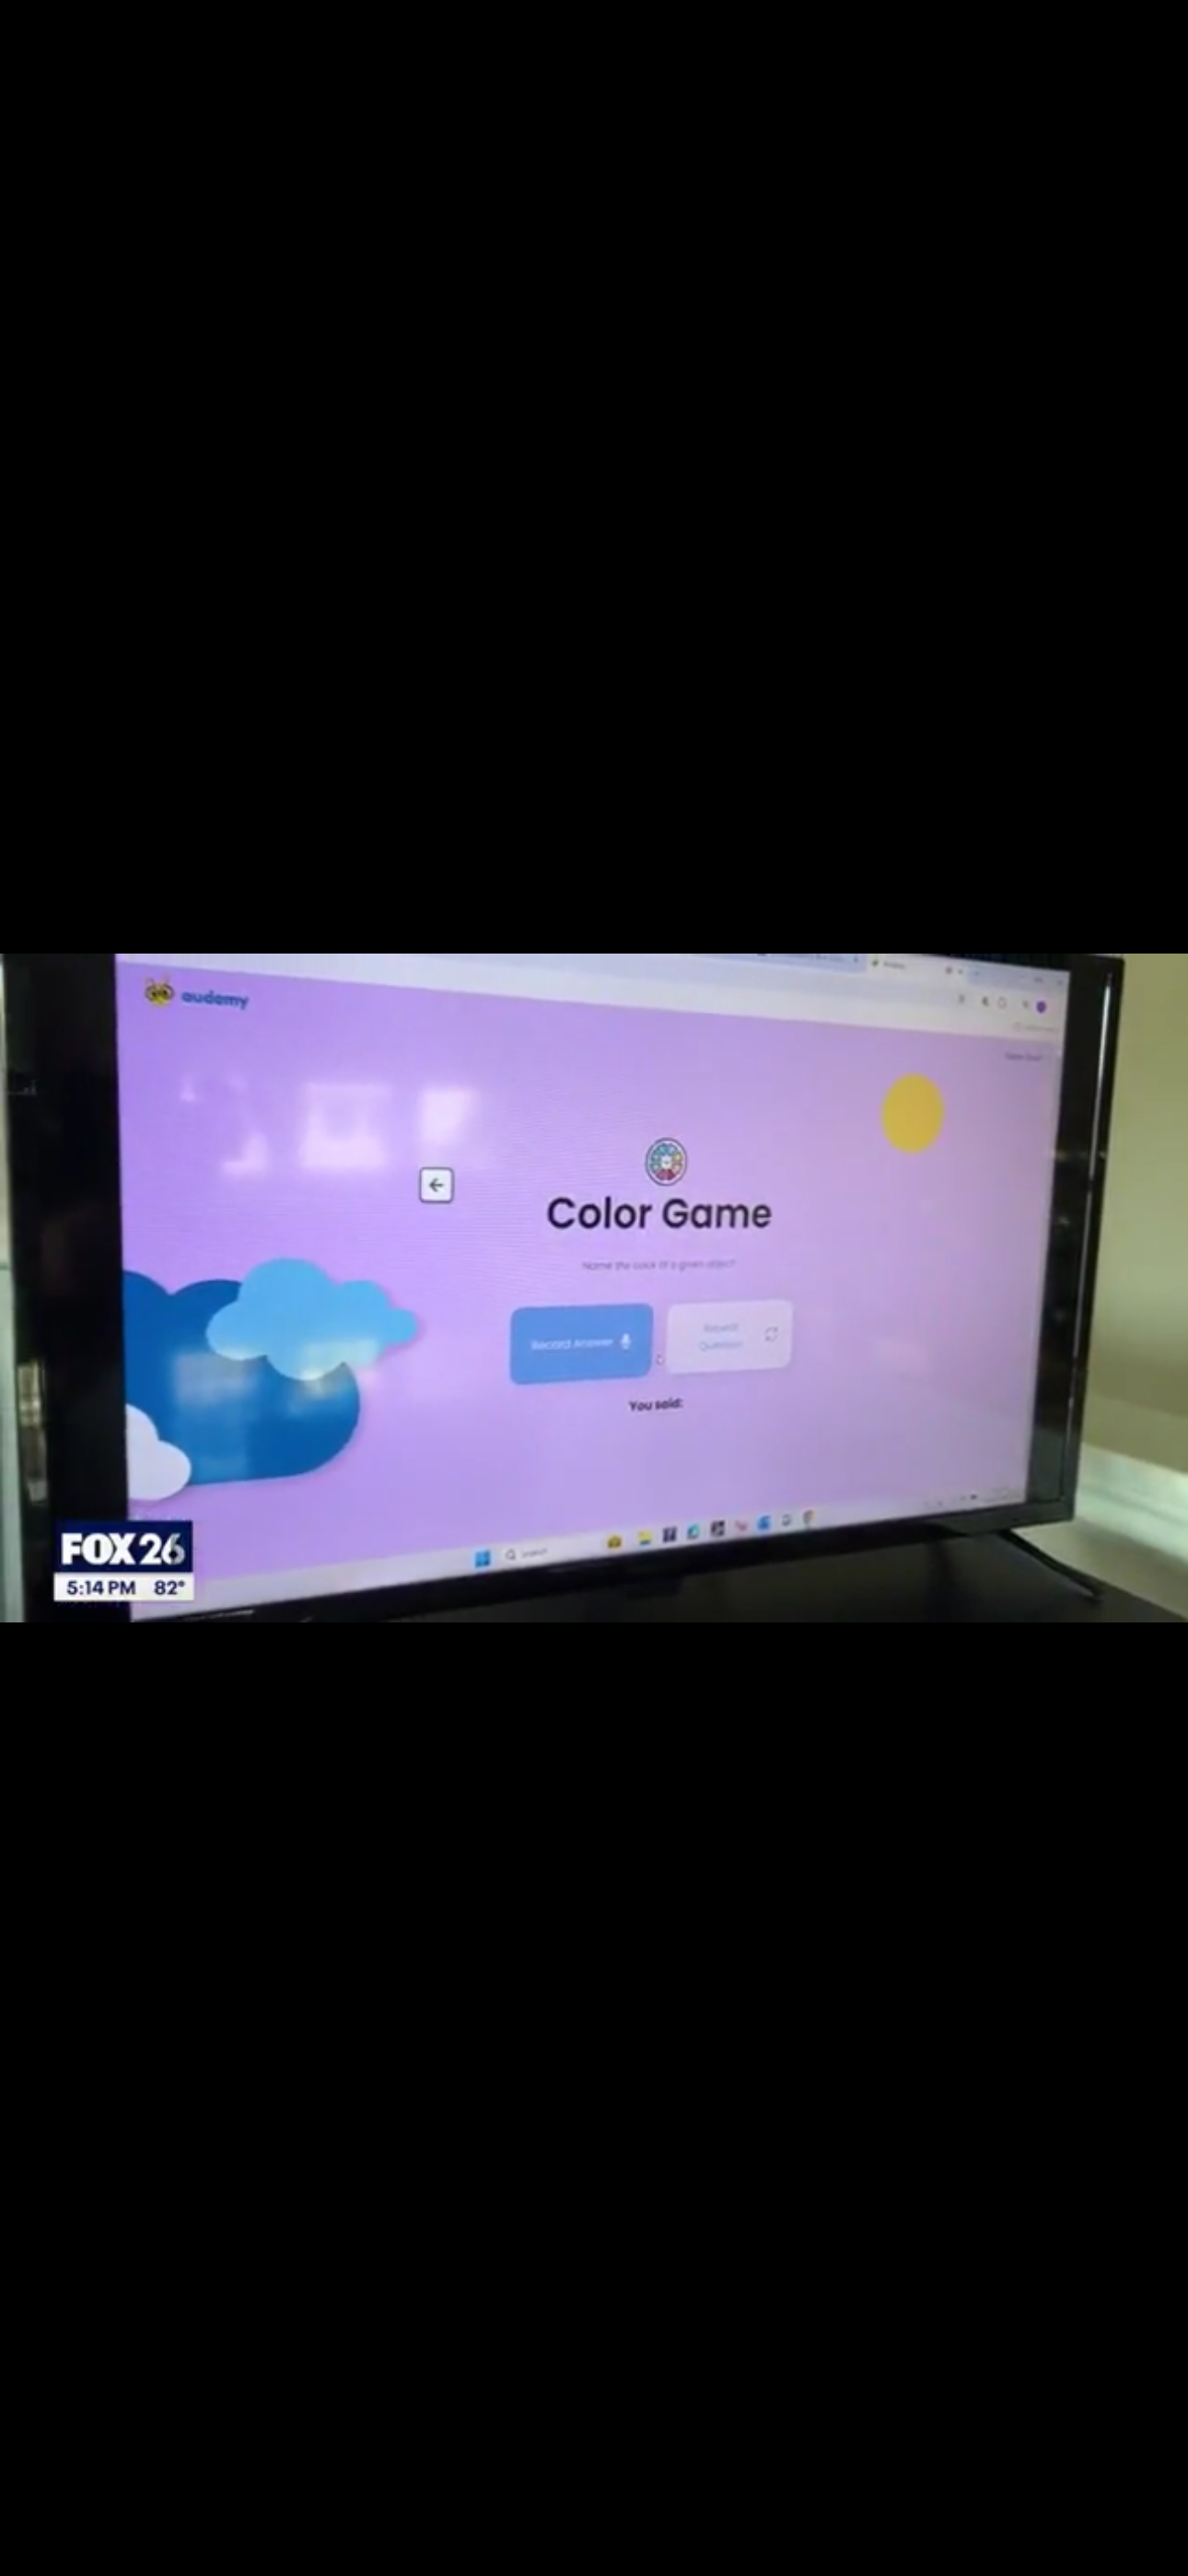 audemy
Color Game
Name the color of a given object
Record Answer
Repeat
Question
You said:
Search
FOX 26
5:14 PM 82°